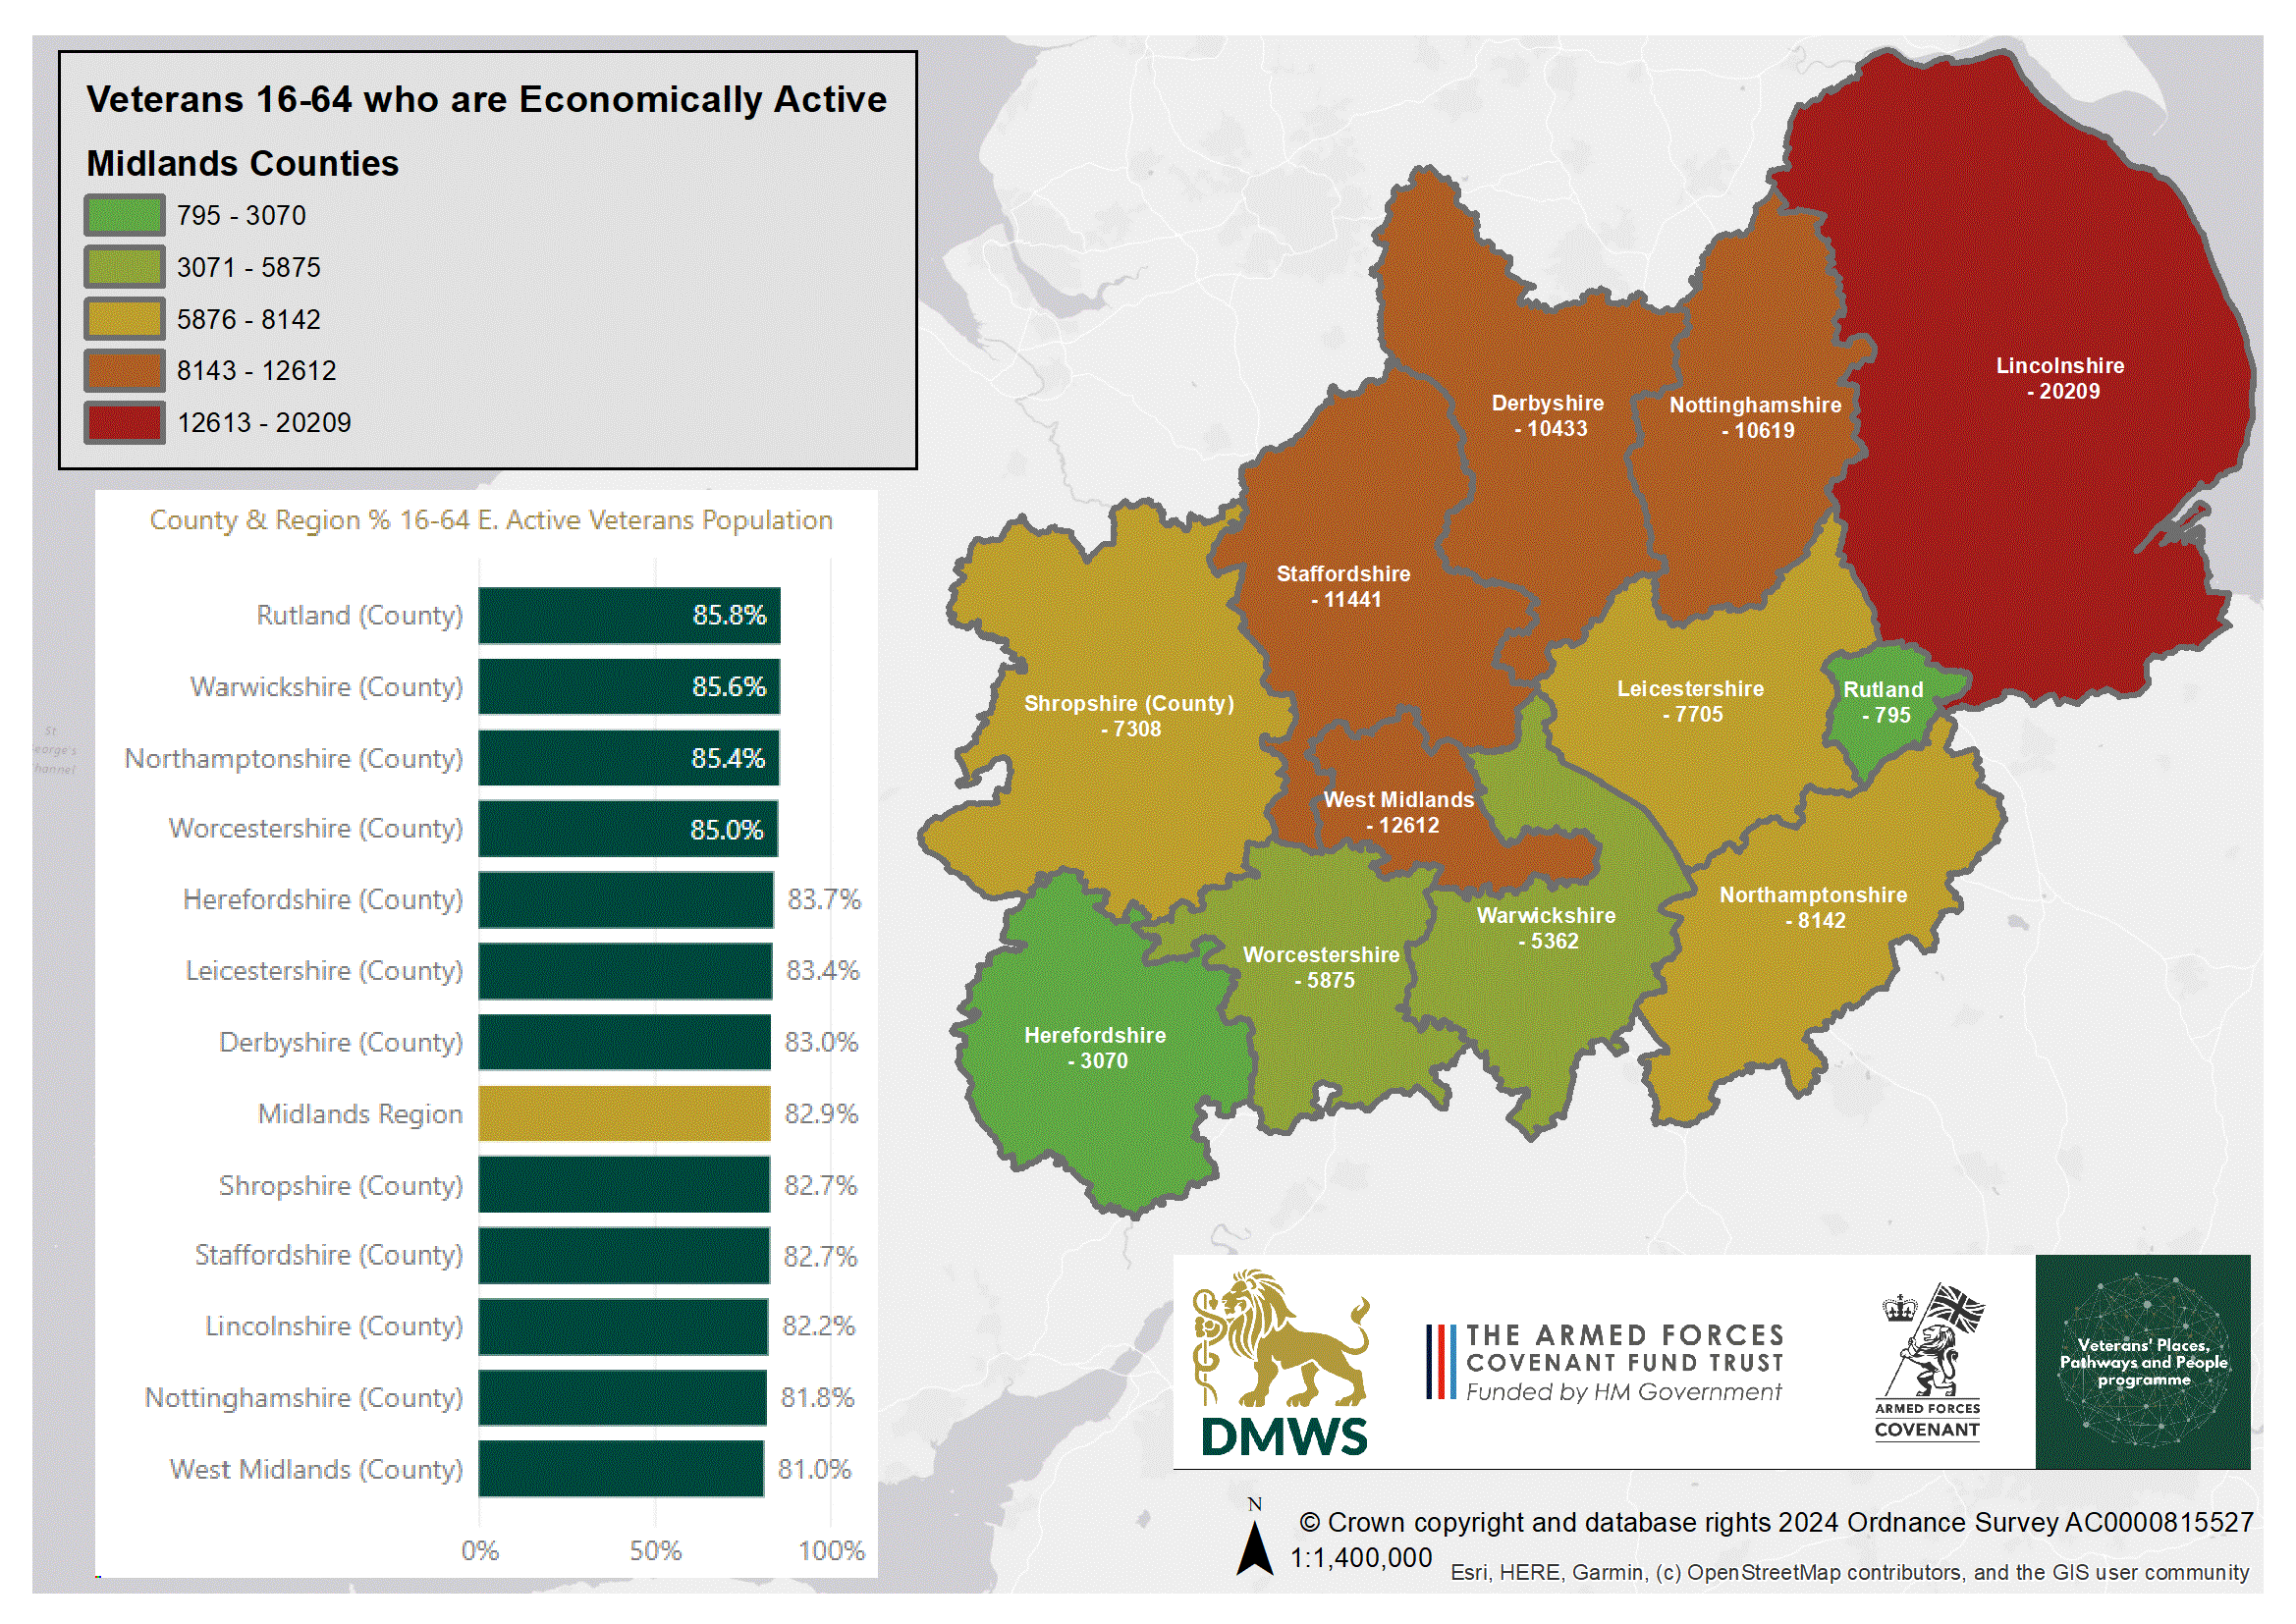 Veterans 16-64 who are Economically Active
Midlands Counties
795 - 3070
3071 - 5875
5876 - 8142
8143 - 12612
12613 - 20209
County & Region % 16-64 E. Active Veterans Population
Rutland (County) 85.8%
Warwickshire (County) 85.6%
Northamptonshire (County) 85.4%
Worcestershire (County) 85.0%
Herefordshire (County) 83.7%
Leicestershire (County) 83.4%
Derbyshire (County) 83.0%
Midlands Region 82.9%
Shropshire (County) 82.7%
Staffordshire (County) 82.7%
Lincolnshire (County) 82.2%
Nottinghamshire (County) 81.8%
West Midlands (County) 81.0%
0% 50% 100%
St
eorge's
hannel
Lincolnshire
- 20209
Derbyshire
- 10433
Nottinghamshire
- 10619
Staffordshire
- 11441
Shropshire (County)
- 7308
Leicestershire
- 7705
Rutland
- 795
West Midlands
- 12612
Northamptonshire
- 8142
Warwickshire
- 5362
Worcestershire
- 5875
Herefordshire
- 3070
DMWS
THE ARMED FORCES
COVENANT FUND TRUST
Funded by HM Government
ARMED FORCES
COVENANT
Veterans' Places,
Pathways and People
programme
N
© Crown copyright and database rights 2024 Ordnance Survey AC0000815527
1:1,400,000
Esri, HERE, Garmin, (c) OpenStreetMap contributors, and the GIS user community